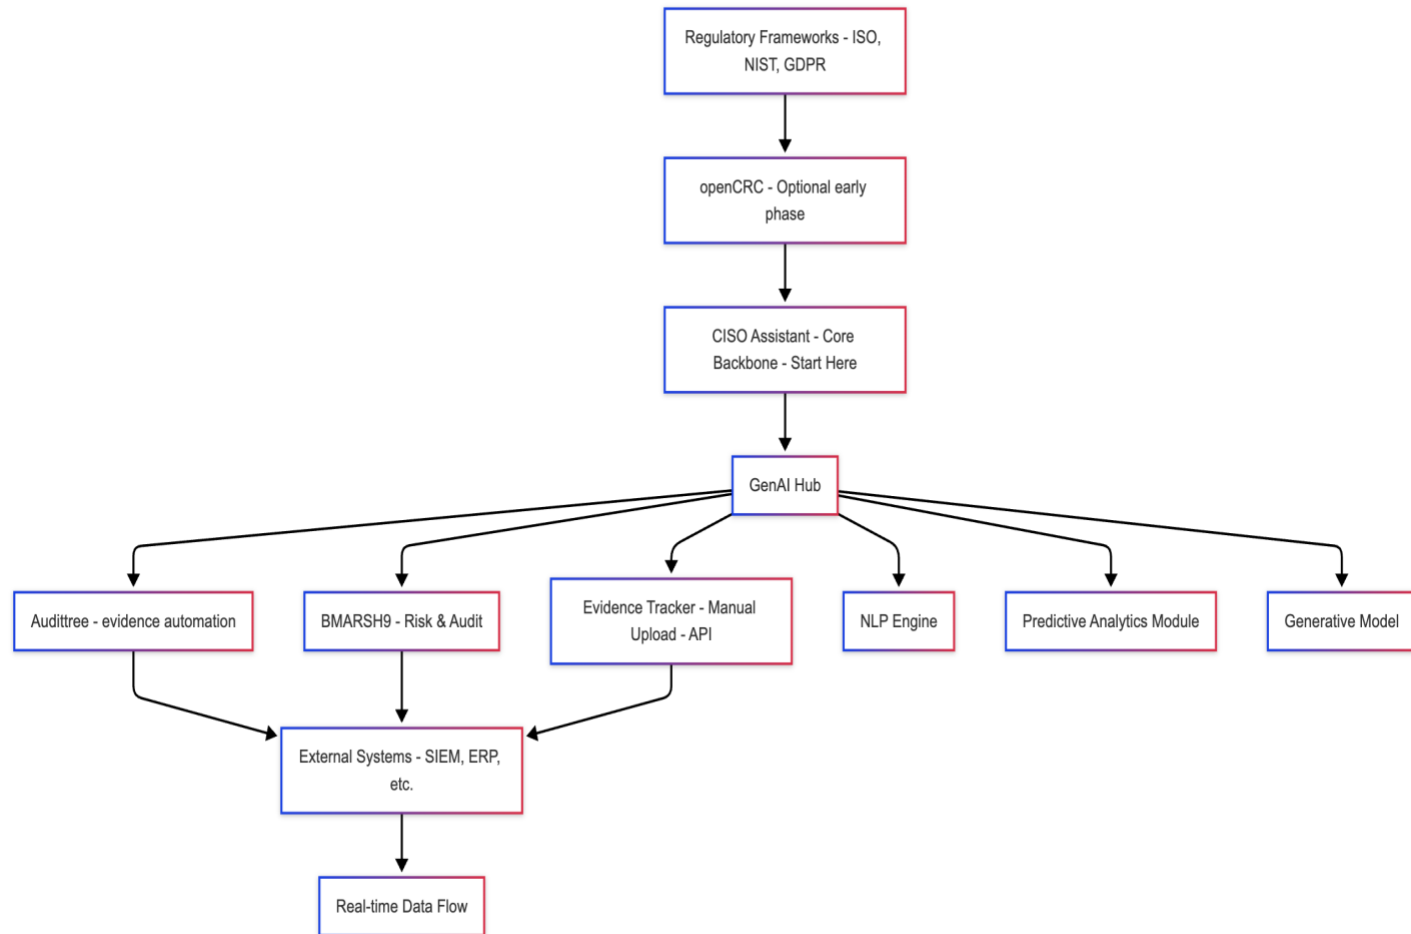 Regulatory Frameworks - ISO,
NIST, GDPR
openCRC - Optional early
phase
CISO Assistant - Core
Backbone - Start Here
GenAI Hub
Audittree - evidence automation
BMARSH9 - Risk & Audit
Evidence Tracker - Manual
Upload - API
NLP Engine
Predictive Analytics Module
Generative Model
External Systems - SIEM, ERP,
etc.
Real-time Data Flow